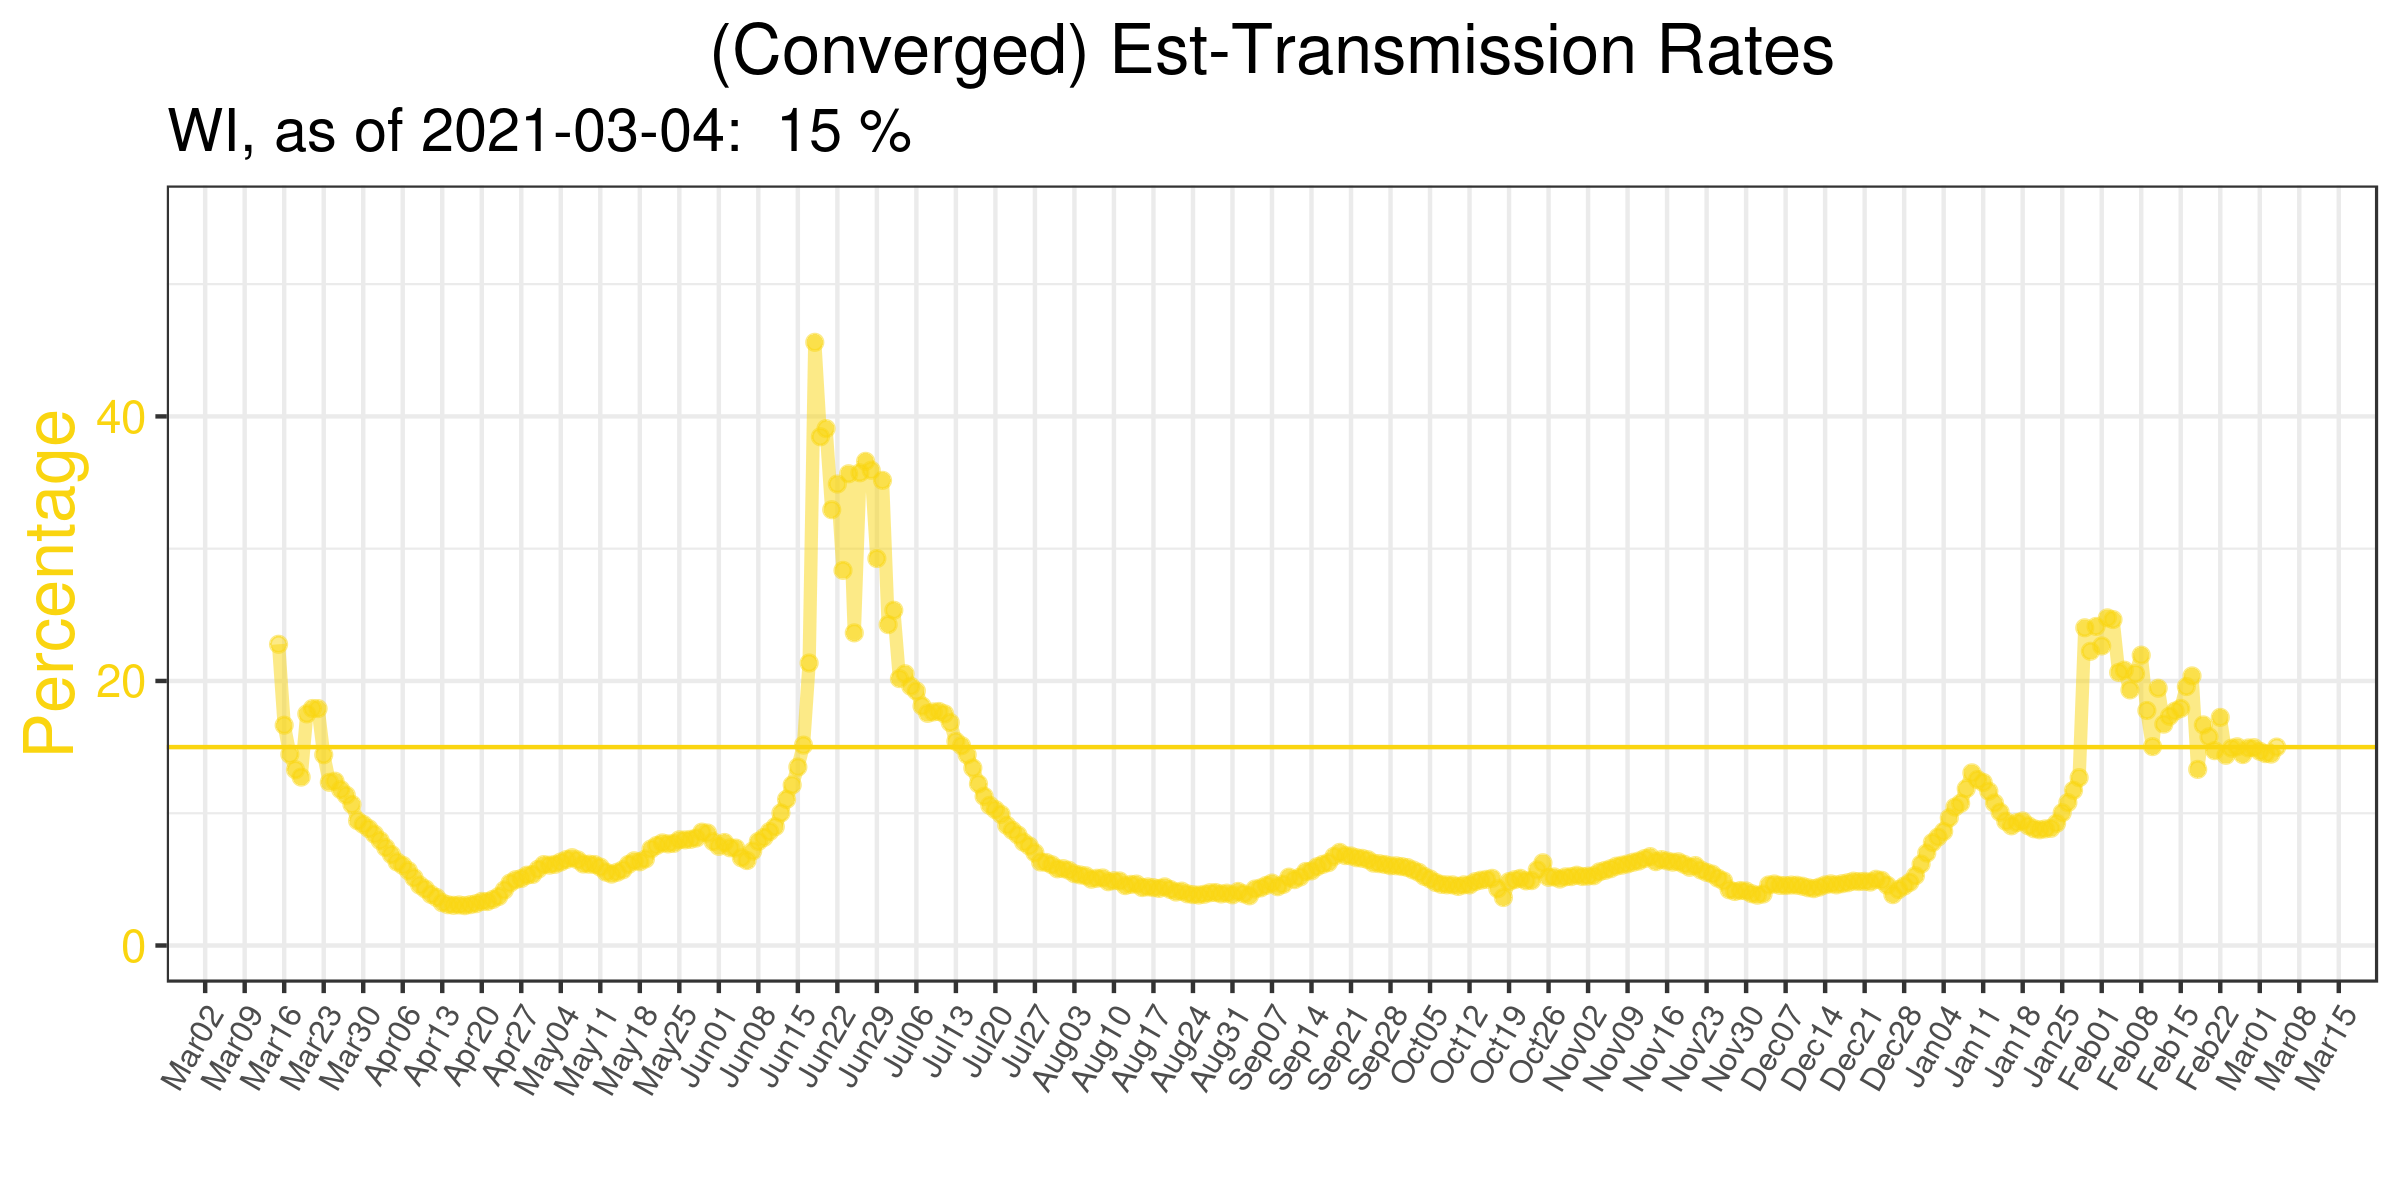 (Converged) Est-Transmission Rates
WI, as of 2021-03-04:  15 %
Percentage
40
20
0
Mar02
Mar09
Mar16
Mar23
Mar30
Apr06
Apr13
Apr20
Apr27
May04
May11
May18
May25
Jun01
Jun08
Jun15
Jun22
Jun29
Jul06
Jul13
Jul20
Jul27
Aug03
Aug10
Aug17
Aug24
Aug31
Sep07
Sep14
Sep21
Sep28
Oct05
Oct12
Oct19
Oct26
Nov02
Nov09
Nov16
Nov23
Nov30
Dec07
Dec14
Dec21
Dec28
Jan04
Jan11
Jan18
Jan25
Feb01
Feb08
Feb15
Feb22
Mar01
Mar08
Mar15